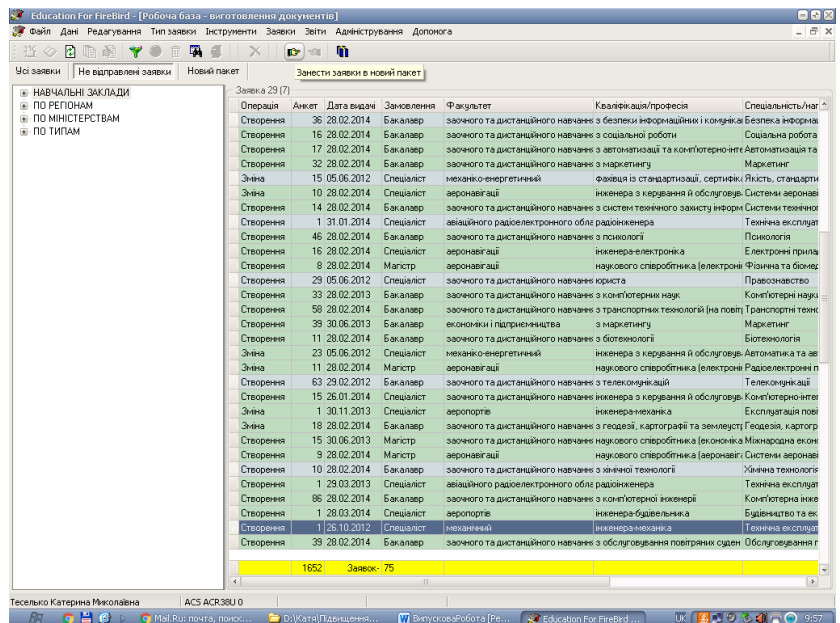 Education For FireBird - [Робоча база - виготовлення документів]
Файл Дані Редагування Тип заявки Інструменти Заявки Звіти Адміністрування Допомога
Усі заявки Не відправлені заявки Новий пакет
Занести заявки в новий пакет
НАВЧАЛЬНІ ЗАКЛАДИ
ПО РЕГІОНАМ
ПО МІНІСТЕРСТВАМ
ПО ТИПАМ
Заявка 29 (7)
Операція Анкет Дата видачі Замовлення Факультет Кваліфікація/професія Спеціальність/наг
Створення 36 28.02.2014 Бакалавр заочного та дистанційного навчання з безпеки інформаційних і комуніка Безпека інформац
Створення 16 28.02.2014 Бакалавр заочного та дистанційного навчання з соціальної роботи Соціальна робота
Створення 17 28.02.2014 Бакалавр заочного та дистанційного навчання з автоматизації та комп'ютерно-інте Автоматизація та
Створення 32 28.02.2014 Бакалавр заочного та дистанційного навчання з маркетингу Маркетинг
Зміна 15 05.06.2012 Спеціаліст механіко-енергетичний фахівця із стандартизації, сертифіка Якість, стандарти
Зміна 10 28.02.2014 Спеціаліст аеронавігації інженера з керування й обслуговув Системи аеронаві
Створення 14 28.02.2014 Бакалавр заочного та дистанційного навчання з систем технічного захисту інформ Системи технічног
Створення 1 31.01.2014 Спеціаліст авіаційного радіоелектронного обла радіоінженера Технічна експлуат
Створення 46 28.02.2014 Бакалавр заочного та дистанційного навчання з психології Психологія
Створення 16 28.02.2014 Спеціаліст аеронавігації інженера-електроніка Електронні прилад
Створення 8 28.02.2014 Магістр аеронавігації наукового співробітника (електроні Фізична та біомед
Створення 29 05.06.2012 Спеціаліст заочного та дистанційного навчання юриста Правознавство
Створення 33 28.02.2013 Бакалавр заочного та дистанційного навчання з комп'ютерних наук Комп'ютерні науки
Створення 58 28.02.2014 Бакалавр заочного та дистанційного навчання з транспортних технологій (на повітр Транспортні техно
Створення 39 30.06.2013 Бакалавр економіки і підприємництва з маркетингу Маркетинг
Створення 11 28.02.2014 Бакалавр заочного та дистанційного навчання з біотехнології Біотехнологія
Зміна 23 05.06.2012 Спеціаліст механіко-енергетичний інженера з керування й обслуговув Автоматика та авт
Зміна 11 28.02.2014 Магістр аеронавігації наукового співробітника (електроні Радіоелектронні п
Створення 63 29.02.2012 Бакалавр заочного та дистанційного навчання з телекомунікацій Телекомунікації
Створення 15 26.01.2014 Спеціаліст заочного та дистанційного навчання інженера з керування й обслуговув Комп'ютерно-інтег
Зміна 1 30.11.2013 Спеціаліст аеропортів інженера-механіка Експлуатація пові
Зміна 18 28.02.2014 Бакалавр заочного та дистанційного навчання з геодезії, картографії та землеустр Геодезія, картогр
Створення 15 30.06.2013 Магістр заочного та дистанційного навчання наукового співробітника (економіка Міжнародна екон
Створення 9 28.02.2014 Магістр аеронавігації наукового співробітника (аеронавіга Системи аеронаві
Створення 10 28.02.2014 Бакалавр заочного та дистанційного навчання з хімічної технології Хімічна технологія
Створення 1 29.03.2013 Спеціаліст авіаційного радіоелектронного обла радіоінженера Технічна експлуат
Створення 86 28.02.2014 Бакалавр заочного та дистанційного навчання з комп'ютерної інженерії Комп'ютерна інже
Створення 1 28.03.2014 Спеціаліст аеропортів інженера-будівельника Будівництво та ек
Створення 1 26.10.2012 Спеціаліст механічний інженера-механіка Технічна експлуат
Створення 39 28.02.2014 Бакалавр заочного та дистанційного навчання з обслуговування повітряних суден Обслуговування п
1652 Заявок- 75
Теселько Катерина Миколаївна ACS ACR38U 0
Mail.Ru: почта, поиск... D:\Катя\Підвищення... ВипусковаРобота [Ре... Education For FireBird ... UK 9:57